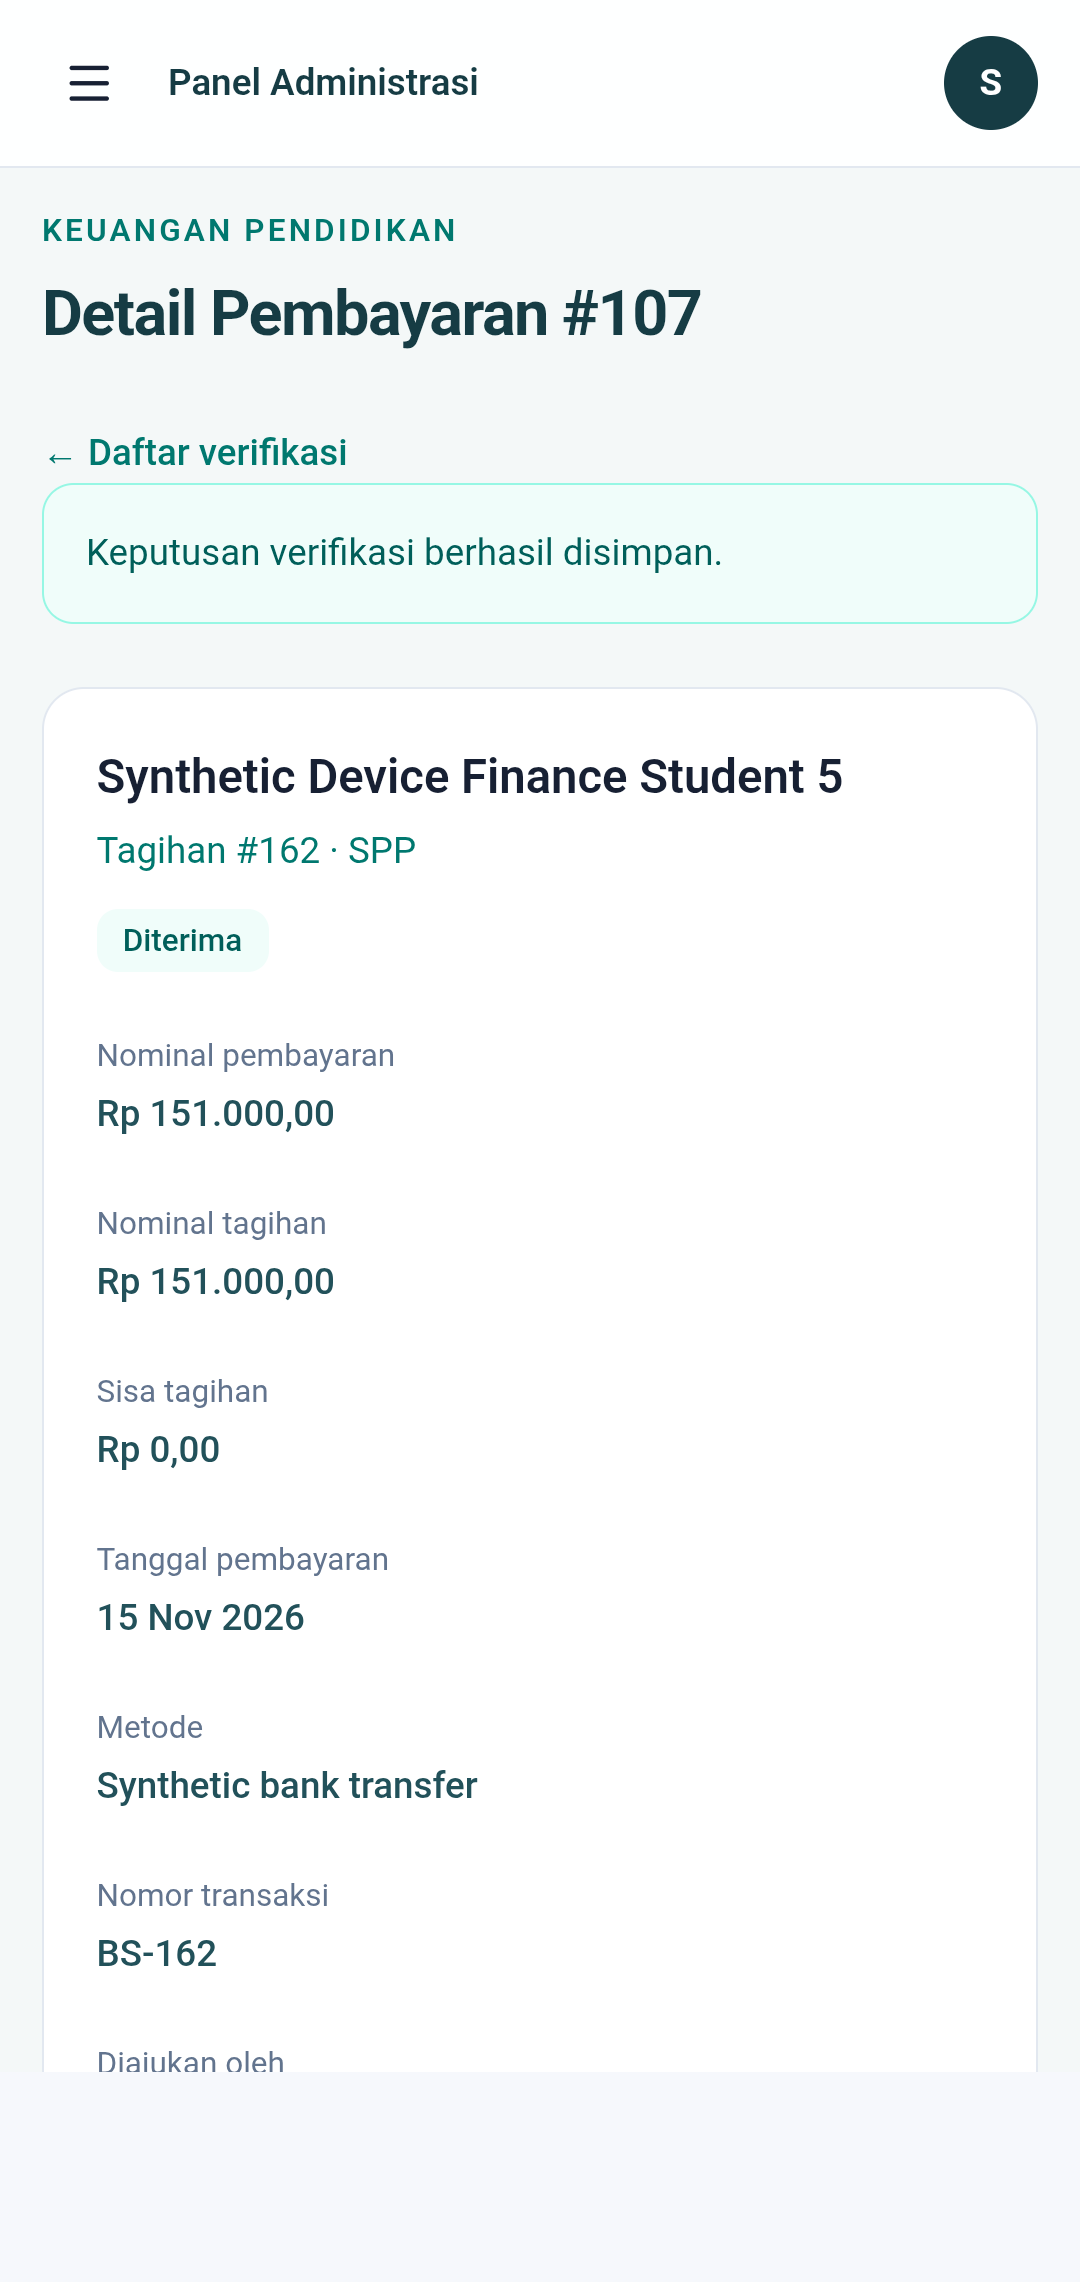 Panel Administrasi
S
KEUANGAN PENDIDIKAN
Detail Pembayaran #107
← Daftar verifikasi
Keputusan verifikasi berhasil disimpan.
Synthetic Device Finance Student 5
Tagihan #162 · SPP
Diterima
Nominal pembayaran
Rp 151.000,00
Nominal tagihan
Rp 151.000,00
Sisa tagihan
Rp 0,00
Tanggal pembayaran
15 Nov 2026
Metode
Synthetic bank transfer
Nomor transaksi
BS-162
Diajukan oleh